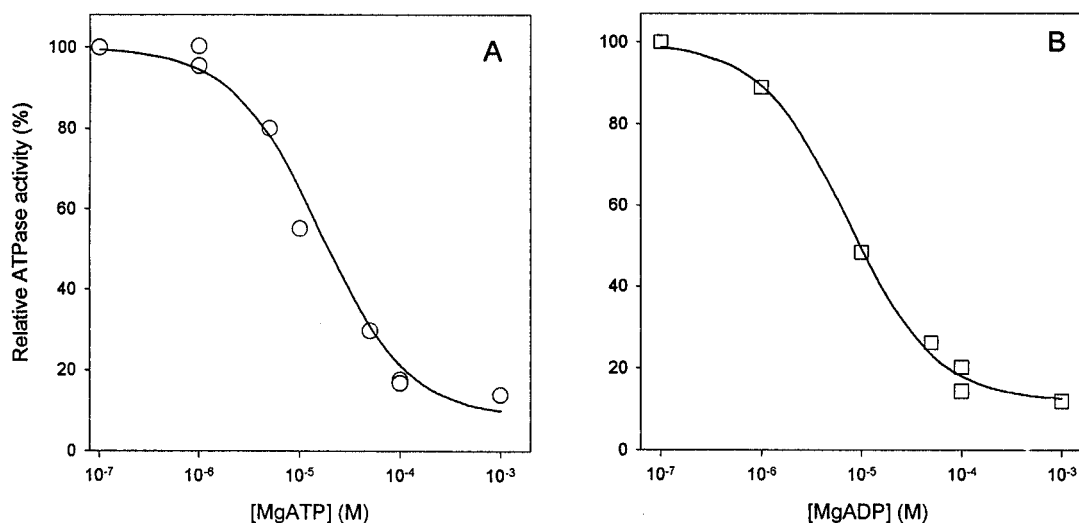 A
Relative ATPase activity (%)
100
80
60
40
20
0
10⁻⁷ 10⁻⁶ 10⁻⁵ 10⁻⁴ 10⁻³
[MgATP] (M)
B
100
80
60
40
20
0
10⁻⁷ 10⁻⁶ 10⁻⁵ 10⁻⁴ 10⁻³
[MgADP] (M)